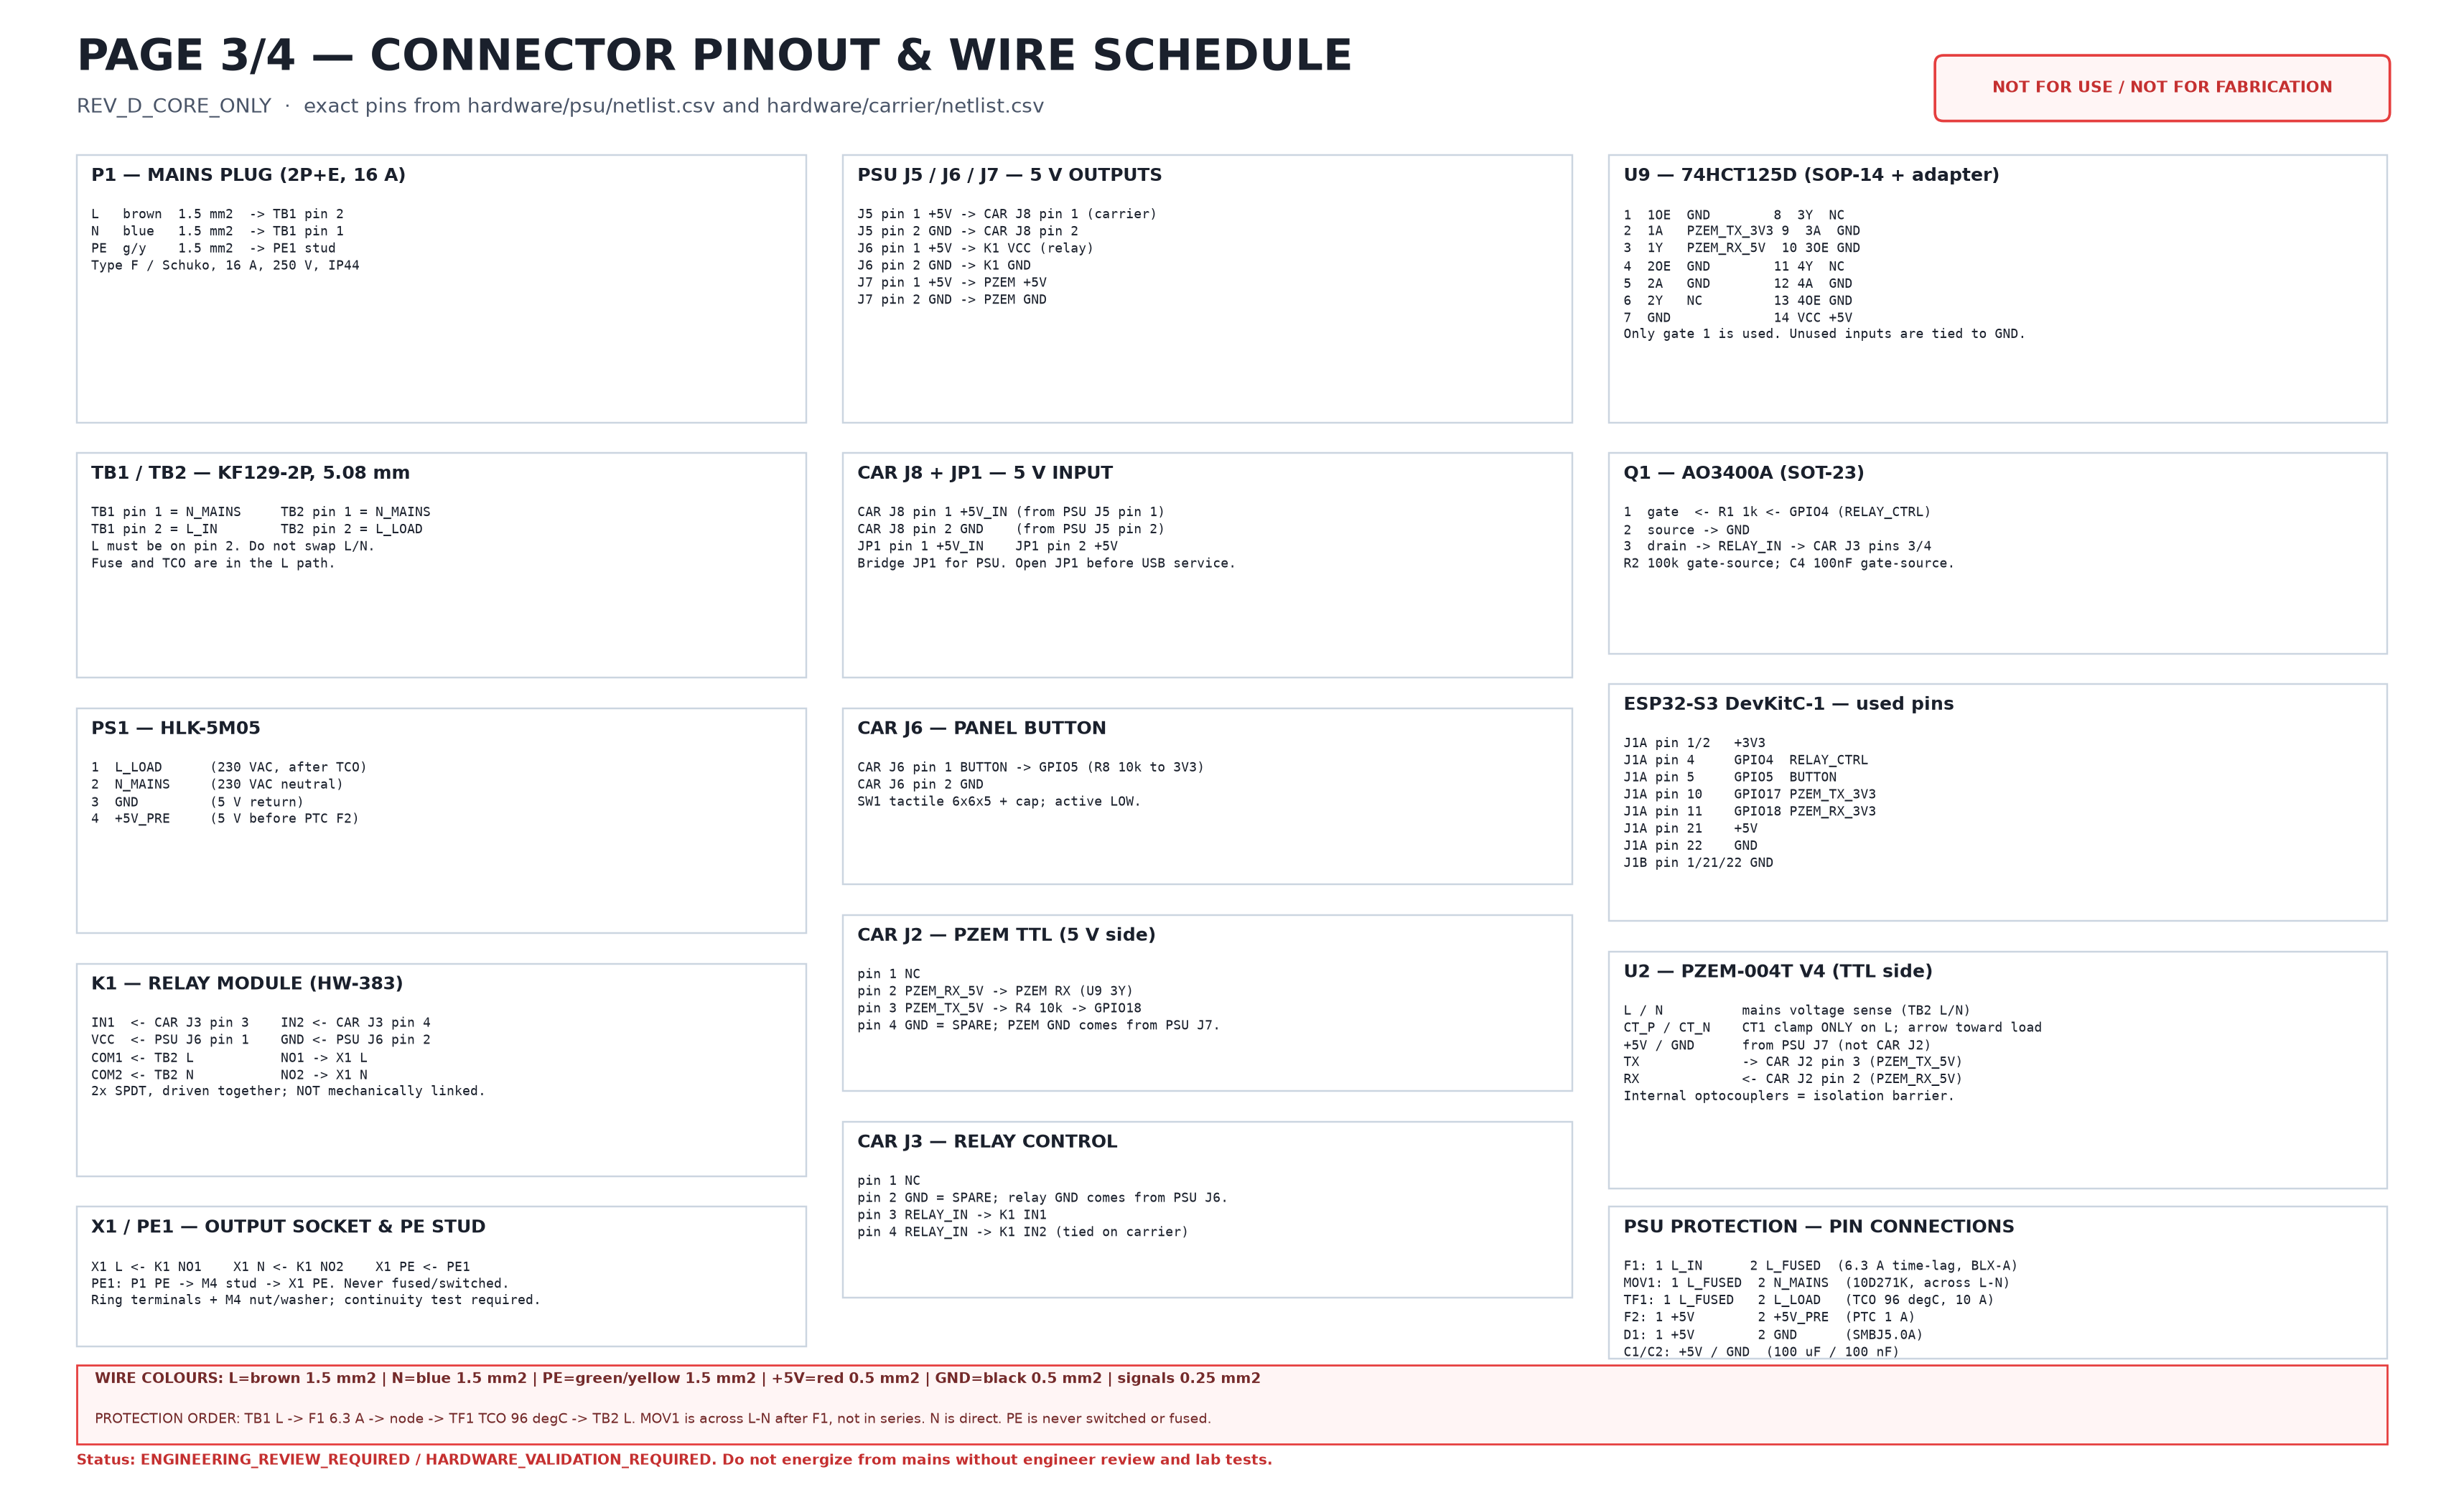 PAGE 3/4 — CONNECTOR PINOUT & WIRE SCHEDULE
REV_D_CORE_ONLY · exact pins from hardware/psu/netlist.csv and hardware/carrier/netlist.csv
NOT FOR USE / NOT FOR FABRICATION
P1 — MAINS PLUG (2P+E, 16 A)
L   brown  1.5 mm2  -> TB1 pin 2
N   blue   1.5 mm2  -> TB1 pin 1
PE  g/y    1.5 mm2  -> PE1 stud
Type F / Schuko, 16 A, 250 V, IP44
TB1 / TB2 — KF129-2P, 5.08 mm
TB1 pin 1 = N_MAINS     TB2 pin 1 = N_MAINS
TB1 pin 2 = L_IN        TB2 pin 2 = L_LOAD
L must be on pin 2. Do not swap L/N.
Fuse and TCO are in the L path.
PS1 — HLK-5M05
1  L_LOAD      (230 VAC, after TCO)
2  N_MAINS     (230 VAC neutral)
3  GND         (5 V return)
4  +5V_PRE     (5 V before PTC F2)
K1 — RELAY MODULE (HW-383)
IN1  <- CAR J3 pin 3    IN2 <- CAR J3 pin 4
VCC  <- PSU J6 pin 1    GND <- PSU J6 pin 2
COM1 <- TB2 L           NO1 -> X1 L
COM2 <- TB2 N           NO2 -> X1 N
2x SPDT, driven together; NOT mechanically linked.
X1 / PE1 — OUTPUT SOCKET & PE STUD
X1 L <- K1 NO1    X1 N <- K1 NO2    X1 PE <- PE1
PE1: P1 PE -> M4 stud -> X1 PE. Never fused/switched.
Ring terminals + M4 nut/washer; continuity test required.
PSU J5 / J6 / J7 — 5 V OUTPUTS
J5 pin 1 +5V -> CAR J8 pin 1 (carrier)
J5 pin 2 GND -> CAR J8 pin 2
J6 pin 1 +5V -> K1 VCC (relay)
J6 pin 2 GND -> K1 GND
J7 pin 1 +5V -> PZEM +5V
J7 pin 2 GND -> PZEM GND
CAR J8 + JP1 — 5 V INPUT
CAR J8 pin 1 +5V_IN (from PSU J5 pin 1)
CAR J8 pin 2 GND    (from PSU J5 pin 2)
JP1 pin 1 +5V_IN    JP1 pin 2 +5V
Bridge JP1 for PSU. Open JP1 before USB service.
CAR J6 — PANEL BUTTON
CAR J6 pin 1 BUTTON -> GPIO5 (R8 10k to 3V3)
CAR J6 pin 2 GND
SW1 tactile 6x6x5 + cap; active LOW.
CAR J2 — PZEM TTL (5 V side)
pin 1 NC
pin 2 PZEM_RX_5V -> PZEM RX (U9 3Y)
pin 3 PZEM_TX_5V -> R4 10k -> GPIO18
pin 4 GND = SPARE; PZEM GND comes from PSU J7.
CAR J3 — RELAY CONTROL
pin 1 NC
pin 2 GND = SPARE; relay GND comes from PSU J6.
pin 3 RELAY_IN -> K1 IN1
pin 4 RELAY_IN -> K1 IN2 (tied on carrier)
U9 — 74HCT125D (SOP-14 + adapter)
1  1OE  GND        8  3Y  NC
2  1A   PZEM_TX_3V3 9  3A  GND
3  1Y   PZEM_RX_5V  10 3OE GND
4  2OE  GND        11 4Y  NC
5  2A   GND        12 4A  GND
6  2Y   NC         13 4OE GND
7  GND             14 VCC +5V
Only gate 1 is used. Unused inputs are tied to GND.
Q1 — AO3400A (SOT-23)
1  gate  <- R1 1k <- GPIO4 (RELAY_CTRL)
2  source -> GND
3  drain -> RELAY_IN -> CAR J3 pins 3/4
R2 100k gate-source; C4 100nF gate-source.
ESP32-S3 DevKitC-1 — used pins
J1A pin 1/2   +3V3
J1A pin 4     GPIO4  RELAY_CTRL
J1A pin 5     GPIO5  BUTTON
J1A pin 10    GPIO17 PZEM_TX_3V3
J1A pin 11    GPIO18 PZEM_RX_3V3
J1A pin 21    +5V
J1A pin 22    GND
J1B pin 1/21/22 GND
U2 — PZEM-004T V4 (TTL side)
L / N          mains voltage sense (TB2 L/N)
CT_P / CT_N    CT1 clamp ONLY on L; arrow toward load
+5V / GND      from PSU J7 (not CAR J2)
TX             -> CAR J2 pin 3 (PZEM_TX_5V)
RX             <- CAR J2 pin 2 (PZEM_RX_5V)
Internal optocouplers = isolation barrier.
PSU PROTECTION — PIN CONNECTIONS
F1: 1 L_IN      2 L_FUSED  (6.3 A time-lag, BLX-A)
MOV1: 1 L_FUSED  2 N_MAINS  (10D271K, across L-N)
TF1: 1 L_FUSED   2 L_LOAD   (TCO 96 degC, 10 A)
F2: 1 +5V        2 +5V_PRE  (PTC 1 A)
D1: 1 +5V        2 GND      (SMBJ5.0A)
C1/C2: +5V / GND  (100 uF / 100 nF)
WIRE COLOURS: L=brown 1.5 mm2 | N=blue 1.5 mm2 | PE=green/yellow 1.5 mm2 | +5V=red 0.5 mm2 | GND=black 0.5 mm2 | signals 0.25 mm2
PROTECTION ORDER: TB1 L -> F1 6.3 A -> node -> TF1 TCO 96 degC -> TB2 L. MOV1 is across L-N after F1, not in series. N is direct. PE is never switched or fused.
Status: ENGINEERING_REVIEW_REQUIRED / HARDWARE_VALIDATION_REQUIRED. Do not energize from mains without engineer review and lab tests.